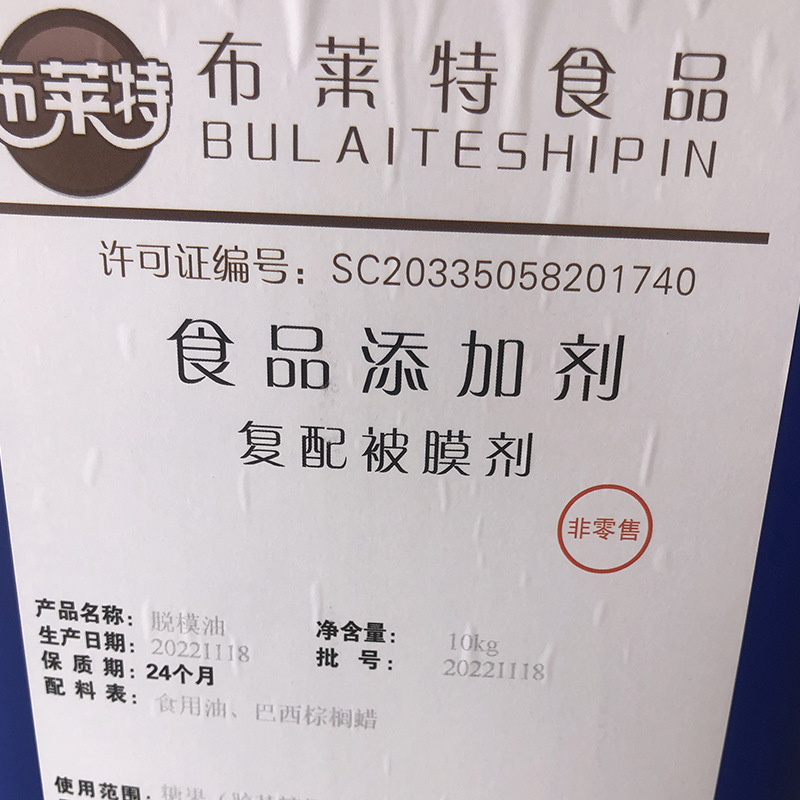 布莱特
布莱特食品
BULAITESHIPIN
许可证编号：SC20335058201740
食品添加剂
复配被膜剂
非零售
产品名称：脱模油 净含量：10kg
生产日期：20221118 批号：20221118
保质期：24个月
配料表：食用油、巴西棕榈蜡
使用范围：糖果（